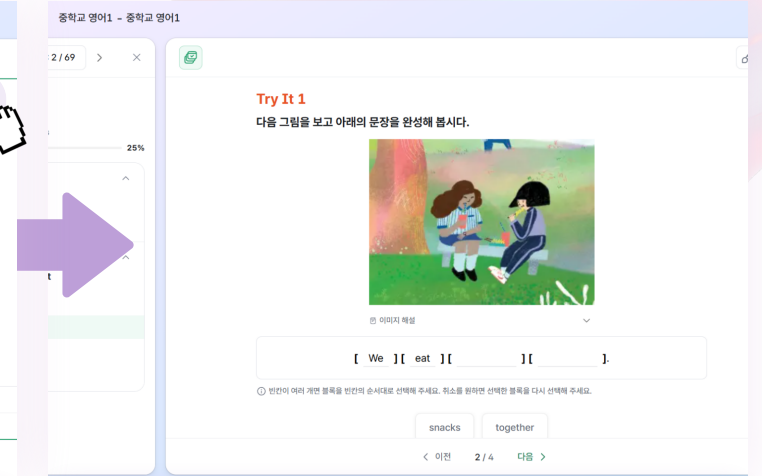 중학교 영어1 - 중학교 영어1
2 / 69
25%
Try It 1
다음 그림을 보고 아래의 문장을 완성해 봅시다.
이미지 해설
[ We ] [ eat ] [ ] [ ].
빈칸이 여러 개면 블록을 빈칸의 순서대로 선택해 주세요. 취소를 원하면 선택한 블록을 다시 선택해 주세요.
snacks together
이전 2 / 4 다음